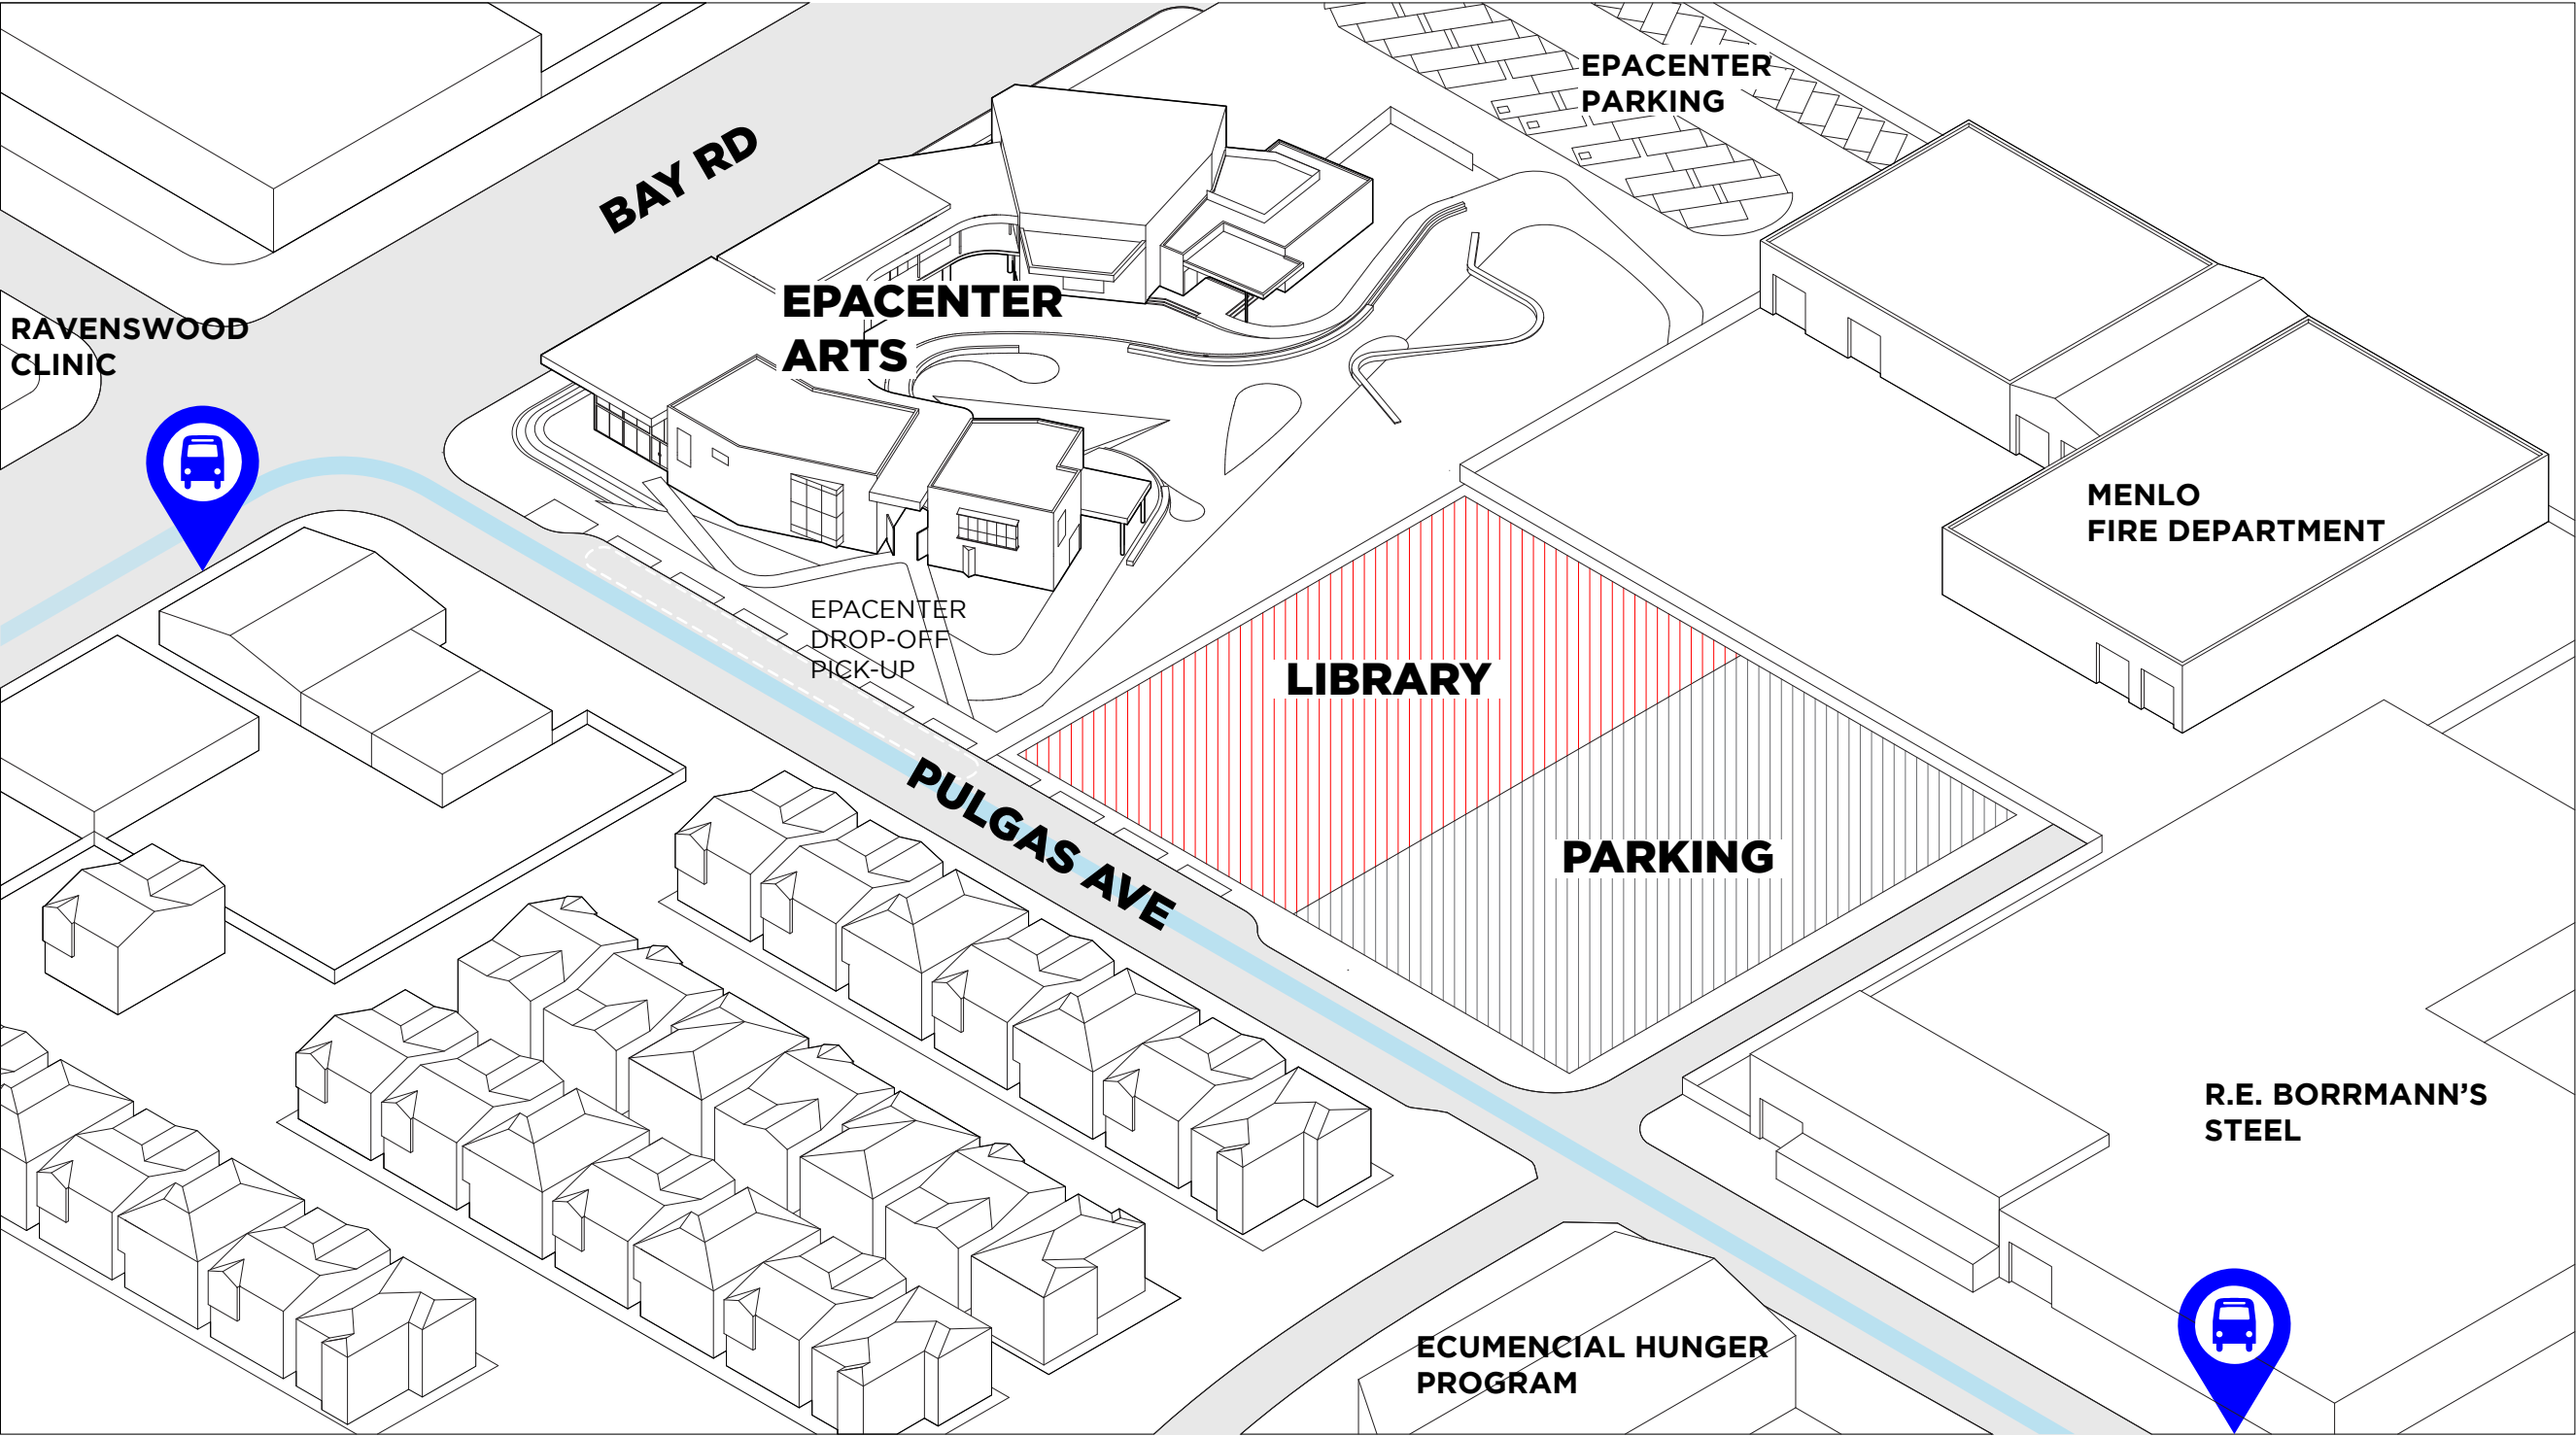 EPACENTER
PARKING
BAY RD
EPACENTER
ARTS
RAVENSWOOD
CLINIC
MENLO
FIRE DEPARTMENT
EPACENTER
DROP-OFF
PICK-UP
LIBRARY
PULGAS AVE
PARKING
R.E. BORRMANN’S
STEEL
ECUMENCIAL HUNGER
PROGRAM